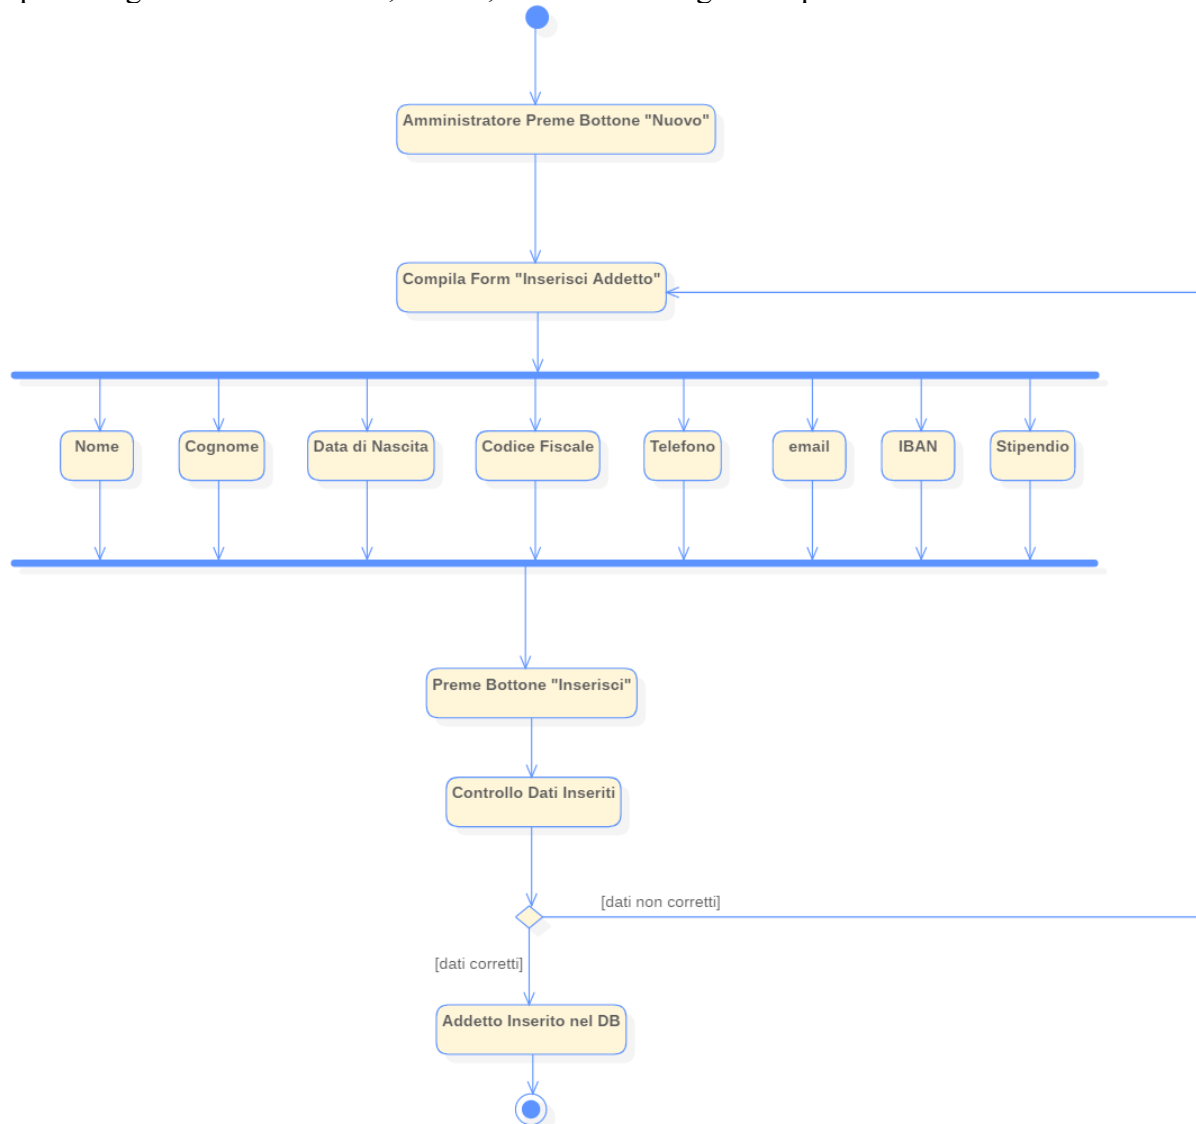 Amministratore Preme Bottone "Nuovo"
Compila Form "Inserisci Addetto"
Nome
Cognome
Data di Nascita
Codice Fiscale
Telefono
email
IBAN
Stipendio
Preme Bottone "Inserisci"
Controllo Dati Inseriti
[dati non corretti]
[dati corretti]
Addetto Inserito nel DB